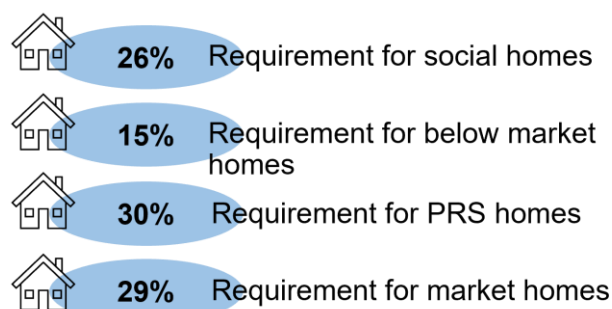 26% Requirement for social homes
15% Requirement for below market
homes
30% Requirement for PRS homes
29% Requirement for market homes